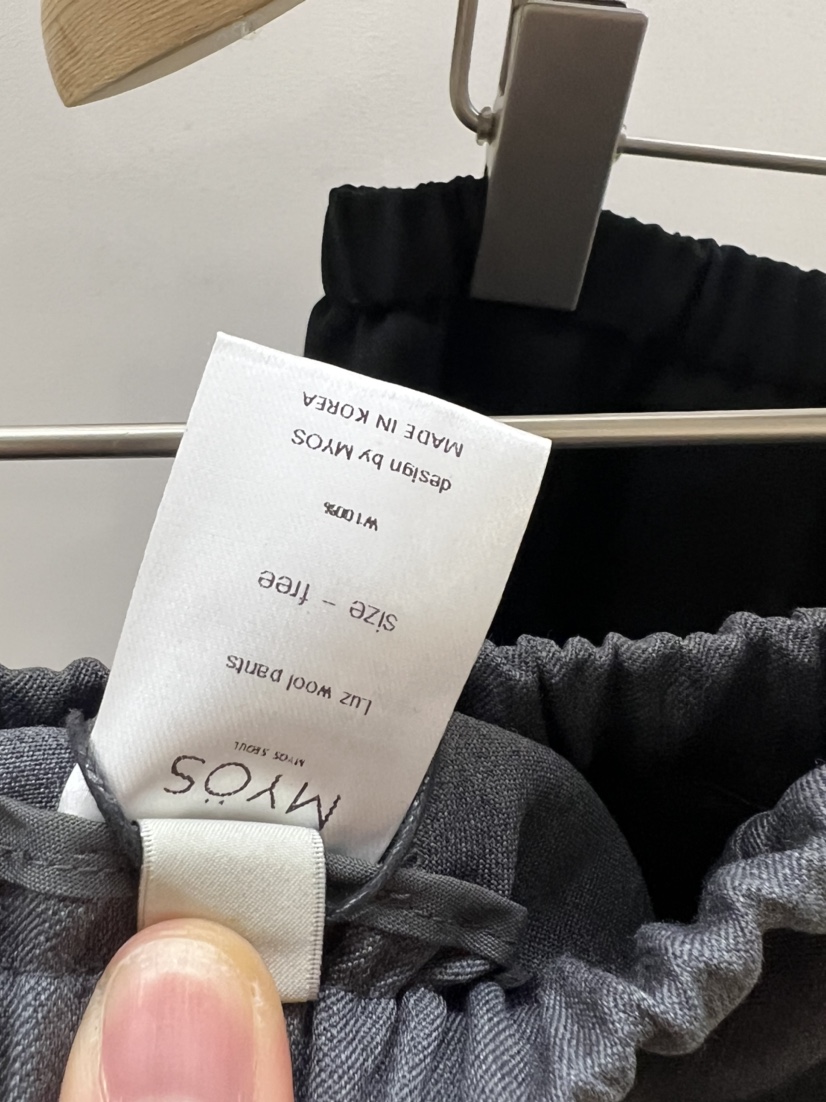 MYÖS
MYOS SEOUL
Luz wool pants
size - free
W100%
design by MYOS
MADE IN KOREA